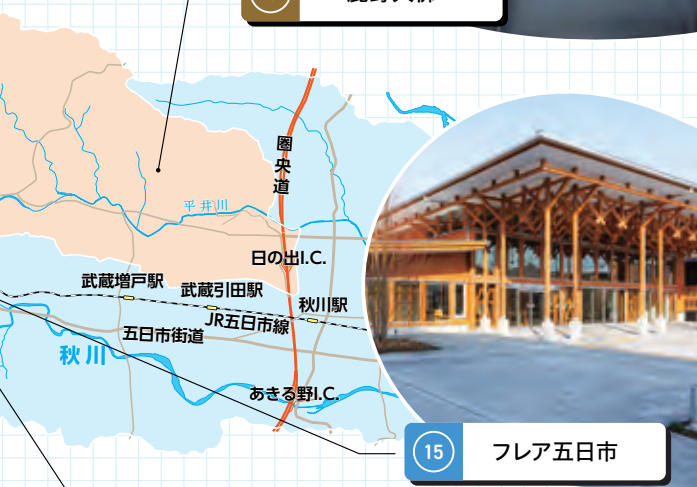 圏央道
平井川
日の出I.C.
武蔵増戸駅
武蔵引田駅
秋川駅
JR五日市線
五日市街道
秋川
あきる野I.C.
15 フレア五日市